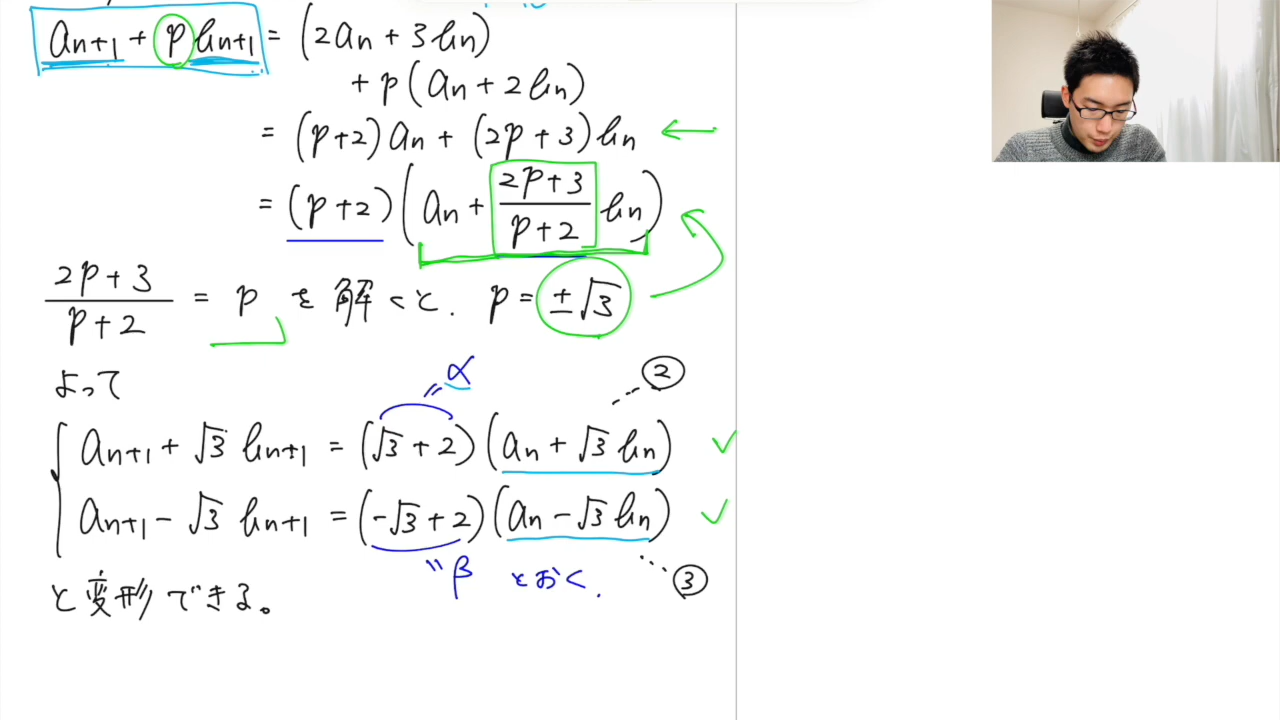 an+1 + p bn+1 = (2an + 3bn)
+ p(an + 2bn)
= (p+2)an + (2p+3)bn ←
= (p+2)(an + (2p+3)/(p+2) bn)
(2p+3)/(p+2) = p を解くと. p = ±√3
よって
= α
… ②
an+1 + √3 bn+1 = (√3 + 2)(an + √3 bn) ✓
an+1 - √3 bn+1 = (-√3 + 2)(an - √3 bn) ✓
= β とおく.
… ③
と変形できる。